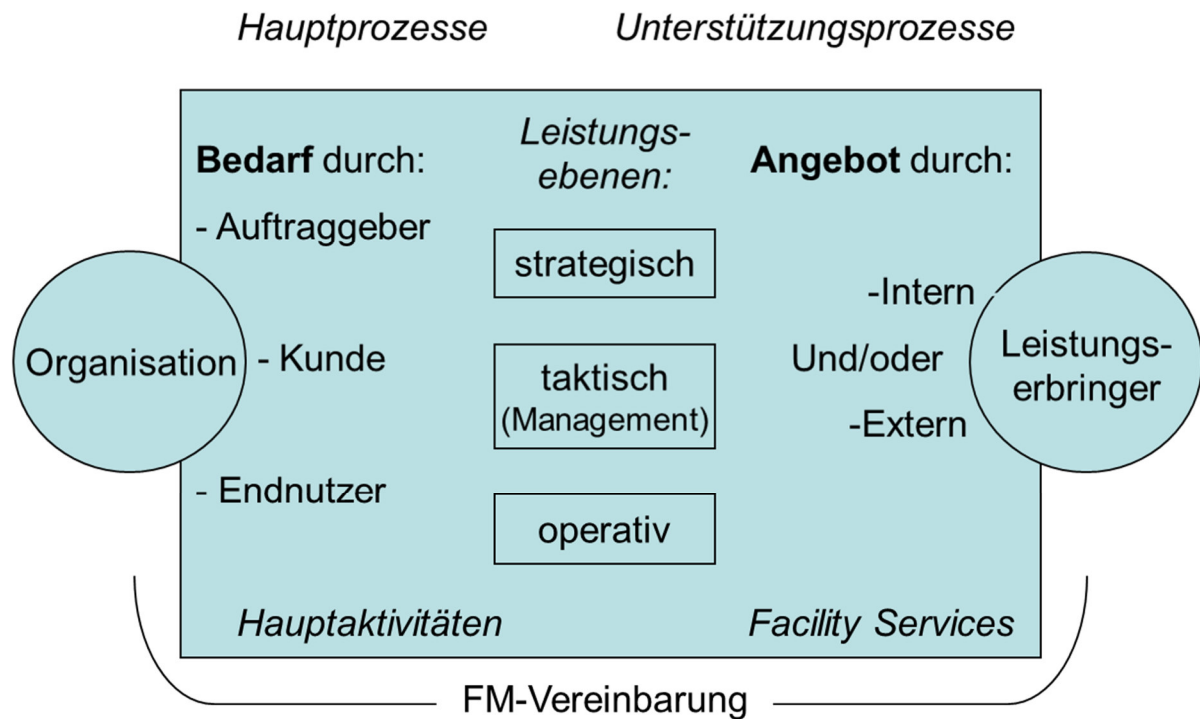 Hauptprozesse
Unterstützungsprozesse
Bedarf durch:
- Auftraggeber
- Kunde
- Endnutzer
Organisation
Leistungs-
ebenen:
strategisch
taktisch
(Management)
operativ
Angebot durch:
-Intern
Und/oder
-Extern
Leistungs-
erbringer
Hauptaktivitäten
Facility Services
FM-Vereinbarung